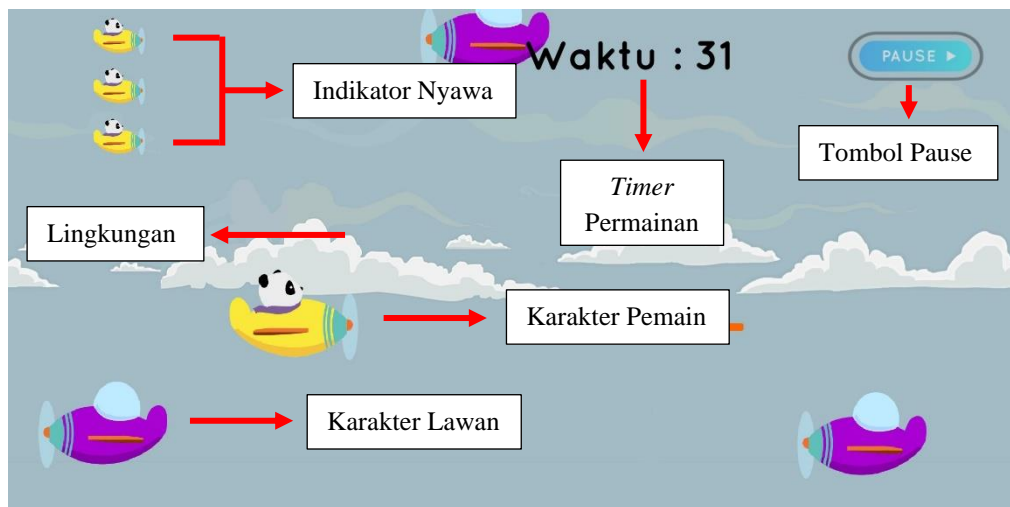 Waktu : 31
PAUSE
Indikator Nyawa
Tombol Pause
Timer
Permainan
Lingkungan
Karakter Pemain
Karakter Lawan